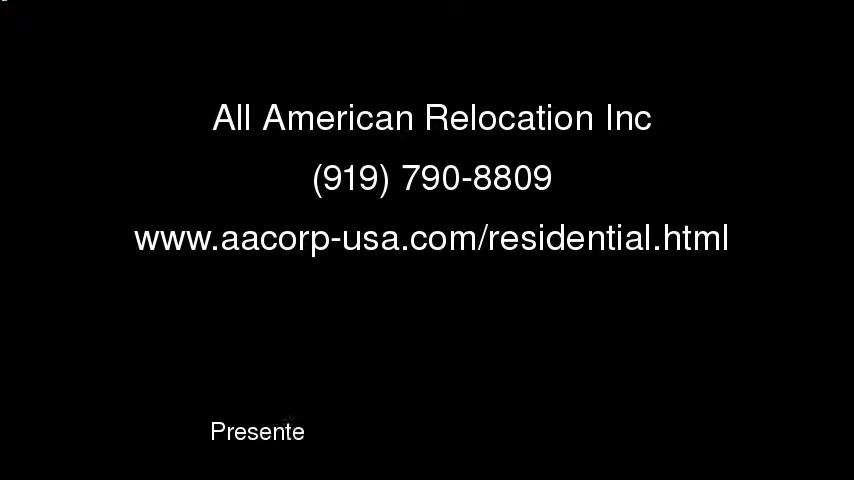 All American Relocation Inc
(919) 790-8809
www.aacorp-usa.com/residential.html
Presente